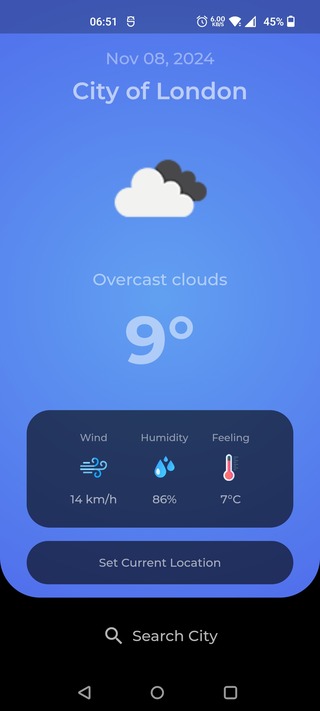 06:51 6.00 KB/S 45%
Nov 08, 2024
City of London
Overcast clouds
9°
Wind Humidity Feeling
14 km/h 86% 7°C
Set Current Location
Search City